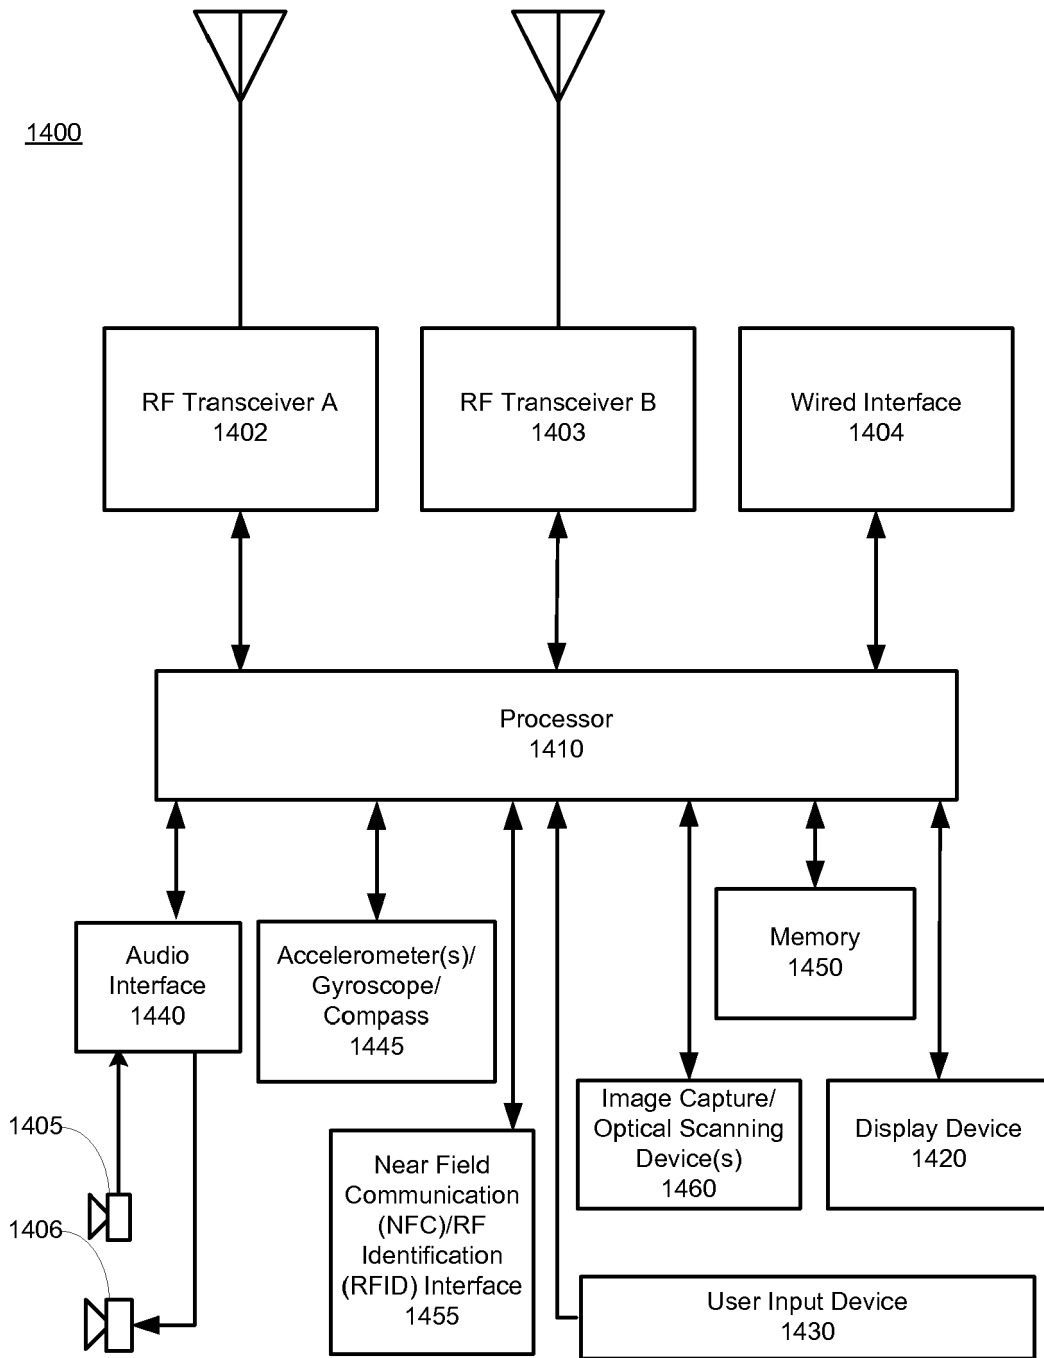 1400
RF Transceiver A
1402
RF Transceiver B
1403
Wired Interface
1404
Processor
1410
Audio
Interface
1440
Accelerometer(s)/
Gyroscope/
Compass
1445
Memory
1450
Image Capture/
Optical Scanning
Device(s)
1460
Display Device
1420
1405
1406
Near Field
Communication
(NFC)/RF
Identification
(RFID) Interface
1455
User Input Device
1430